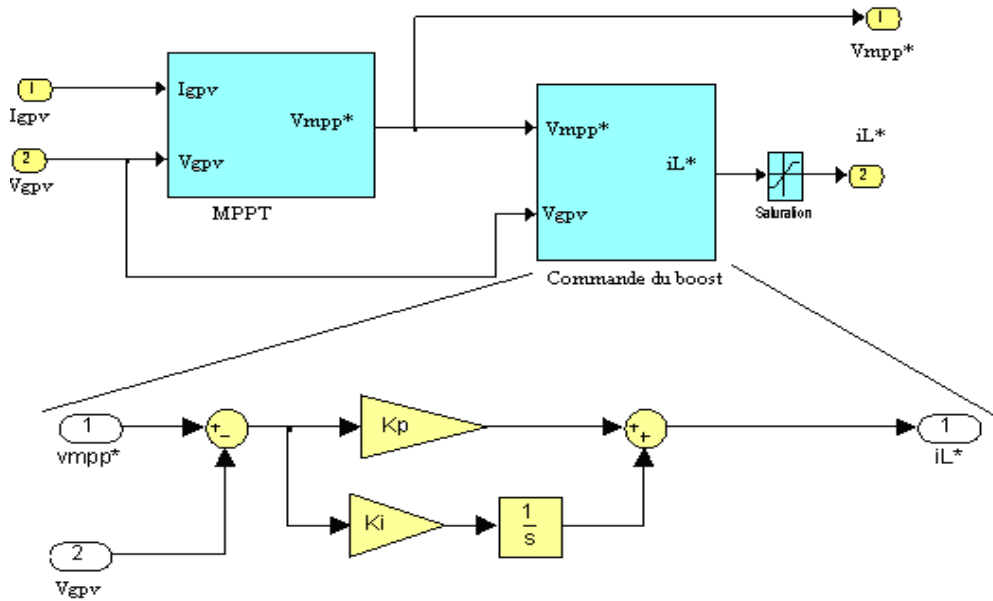 1
Vmpp*
1
Igpv
Igpv
Vmpp*
2
Vgpv
Vgpv
MPPT
Vmpp*
iL*
Vgpv
Commande du boost
Saturation
iL*
2
1
vmpp*
+
−
Kp
+
+
1
iL*
Ki
1
s
2
Vgpv